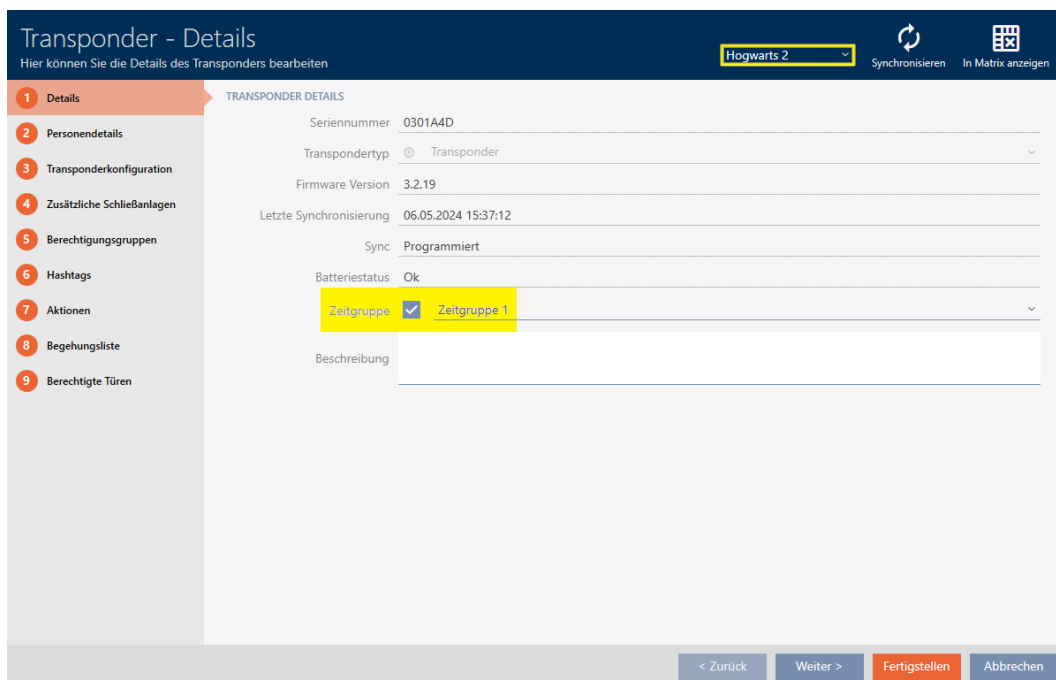 Transponder - Details
Hier können Sie die Details des Transponders bearbeiten
Hogwarts 2
Synchronisieren
In Matrix anzeigen
1 Details
2 Personendetails
3 Transponderkonfiguration
4 Zusätzliche Schließanlagen
5 Berechtigungsgruppen
6 Hashtags
7 Aktionen
8 Begehungsliste
9 Berechtigte Türen
TRANSPONDER DETAILS
Seriennummer 0301A4D
Transpondertyp Transponder
Firmware Version 3.2.19
Letzte Synchronisierung 06.05.2024 15:37:12
Sync Programmiert
Batteriestatus Ok
Zeitgruppe Zeitgruppe 1
Beschreibung
< Zurück
Weiter >
Fertigstellen
Abbrechen